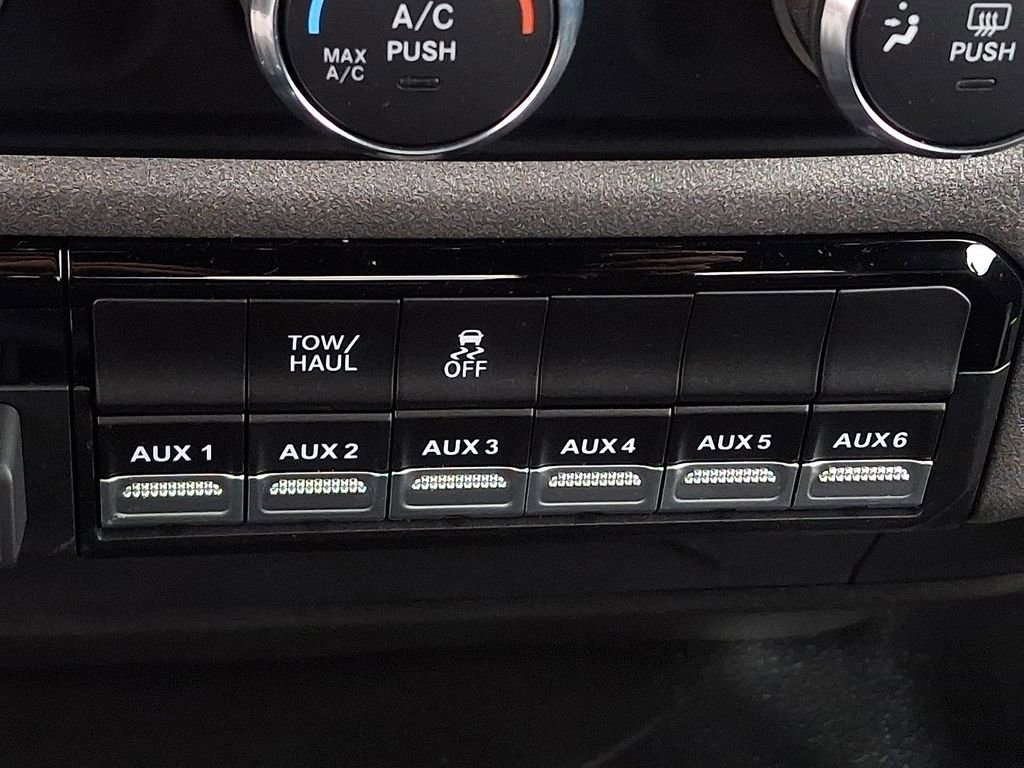 A/C
PUSH
MAX
A/C
PUSH
TOW/
HAUL
OFF
AUX 1
AUX 2
AUX 3
AUX 4
AUX 5
AUX 6